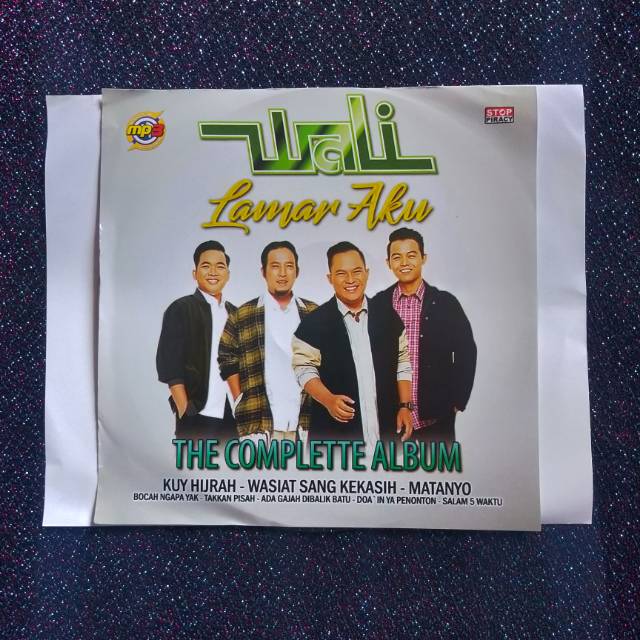 mp3
STOP
PIRACY
Wali
Lamar Aku
THE COMPLETTE ALBUM
KUY HIJRAH - WASIAT SANG KEKASIH - MATANYO
BOCAH NGAPA YAK - TAKKAN PISAH - ADA GAJAH DIBALIK BATU - DOA`IN YA PENONTON - SALAM 5 WAKTU